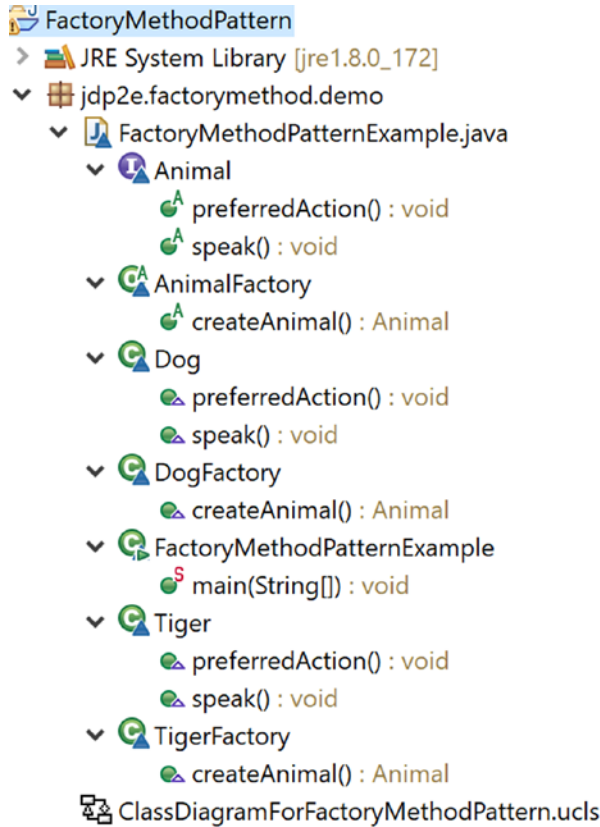 FactoryMethodPattern
JRE System Library [jre1.8.0_172]
jdp2e.factorymethod.demo
FactoryMethodPatternExample.java
Animal
preferredAction() : void
speak() : void
AnimalFactory
createAnimal() : Animal
Dog
preferredAction() : void
speak() : void
DogFactory
createAnimal() : Animal
FactoryMethodPatternExample
main(String[]) : void
Tiger
preferredAction() : void
speak() : void
TigerFactory
createAnimal() : Animal
ClassDiagramForFactoryMethodPattern.ucls